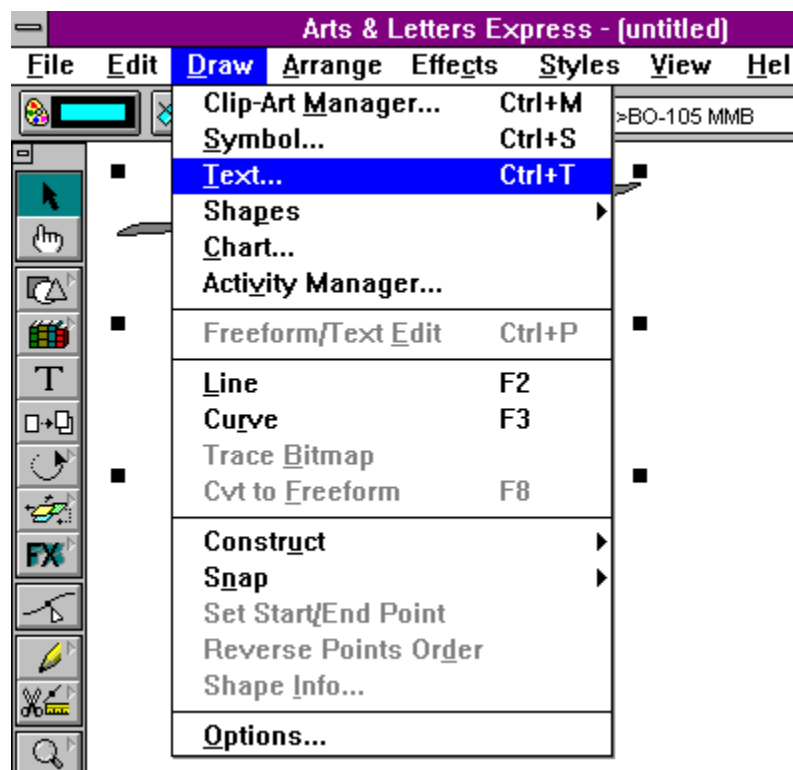 Arts & Letters Express - (untitled)
File Edit Draw Arrange Effects Styles View Hel
>BO-105 MMB
Clip-Art Manager... Ctrl+M
Symbol... Ctrl+S
Text... Ctrl+T
Shapes
Chart...
Activity Manager...
Freeform/Text Edit Ctrl+P
Line F2
Curve F3
Trace Bitmap
Cvt to Freeform F8
Construct
Snap
Set Start/End Point
Reverse Points Order
Shape Info...
Options...
T
FX